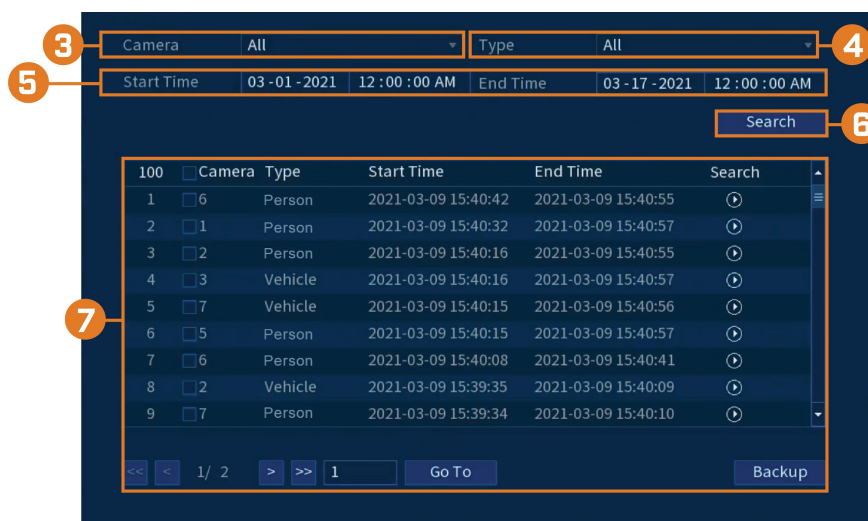 3 Camera All Type All 4
5 Start Time 03-01-2021 12:00:00 AM End Time 03-17-2021 12:00:00 AM
Search 6
100 Camera Type Start Time End Time Search
1 6 Person 2021-03-09 15:40:42 2021-03-09 15:40:55
2 1 Person 2021-03-09 15:40:32 2021-03-09 15:40:57
3 2 Person 2021-03-09 15:40:16 2021-03-09 15:40:55
4 3 Vehicle 2021-03-09 15:40:16 2021-03-09 15:40:57
5 7 Vehicle 2021-03-09 15:40:15 2021-03-09 15:40:56
7
6 5 Person 2021-03-09 15:40:15 2021-03-09 15:40:57
7 6 Person 2021-03-09 15:40:08 2021-03-09 15:40:41
8 2 Vehicle 2021-03-09 15:39:35 2021-03-09 15:40:09
9 7 Person 2021-03-09 15:39:34 2021-03-09 15:40:10
<< < 1/ 2 > >> 1 Go To Backup